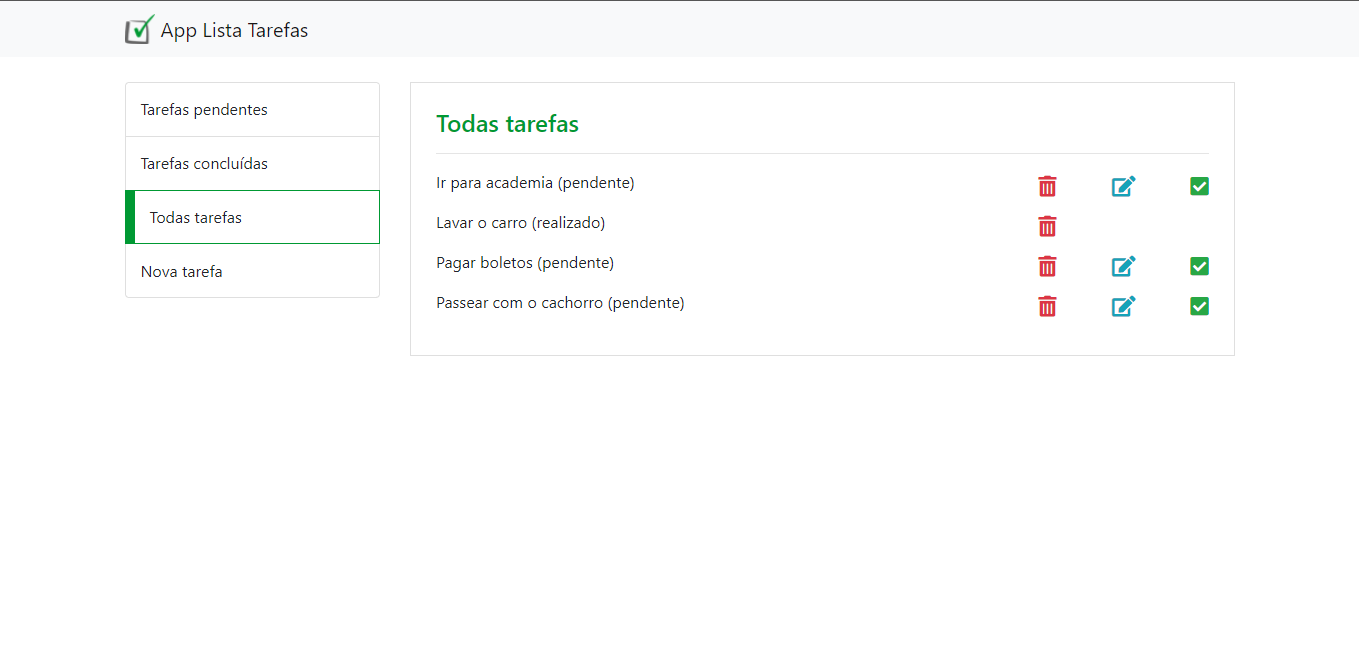 App Lista Tarefas
Tarefas pendentes
Tarefas concluídas
Todas tarefas
Nova tarefa
Todas tarefas
Ir para academia (pendente)
Lavar o carro (realizado)
Pagar boletos (pendente)
Passear com o cachorro (pendente)